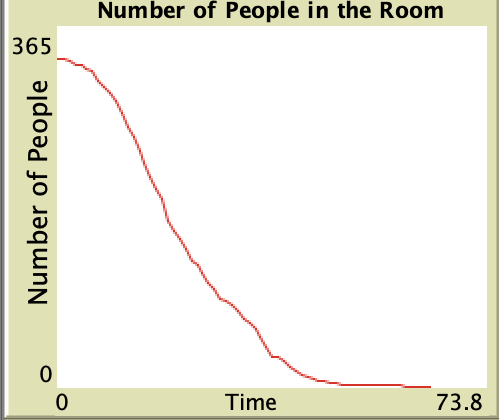 Number of People in the Room
365
Number of People
0
0 Time 73.8